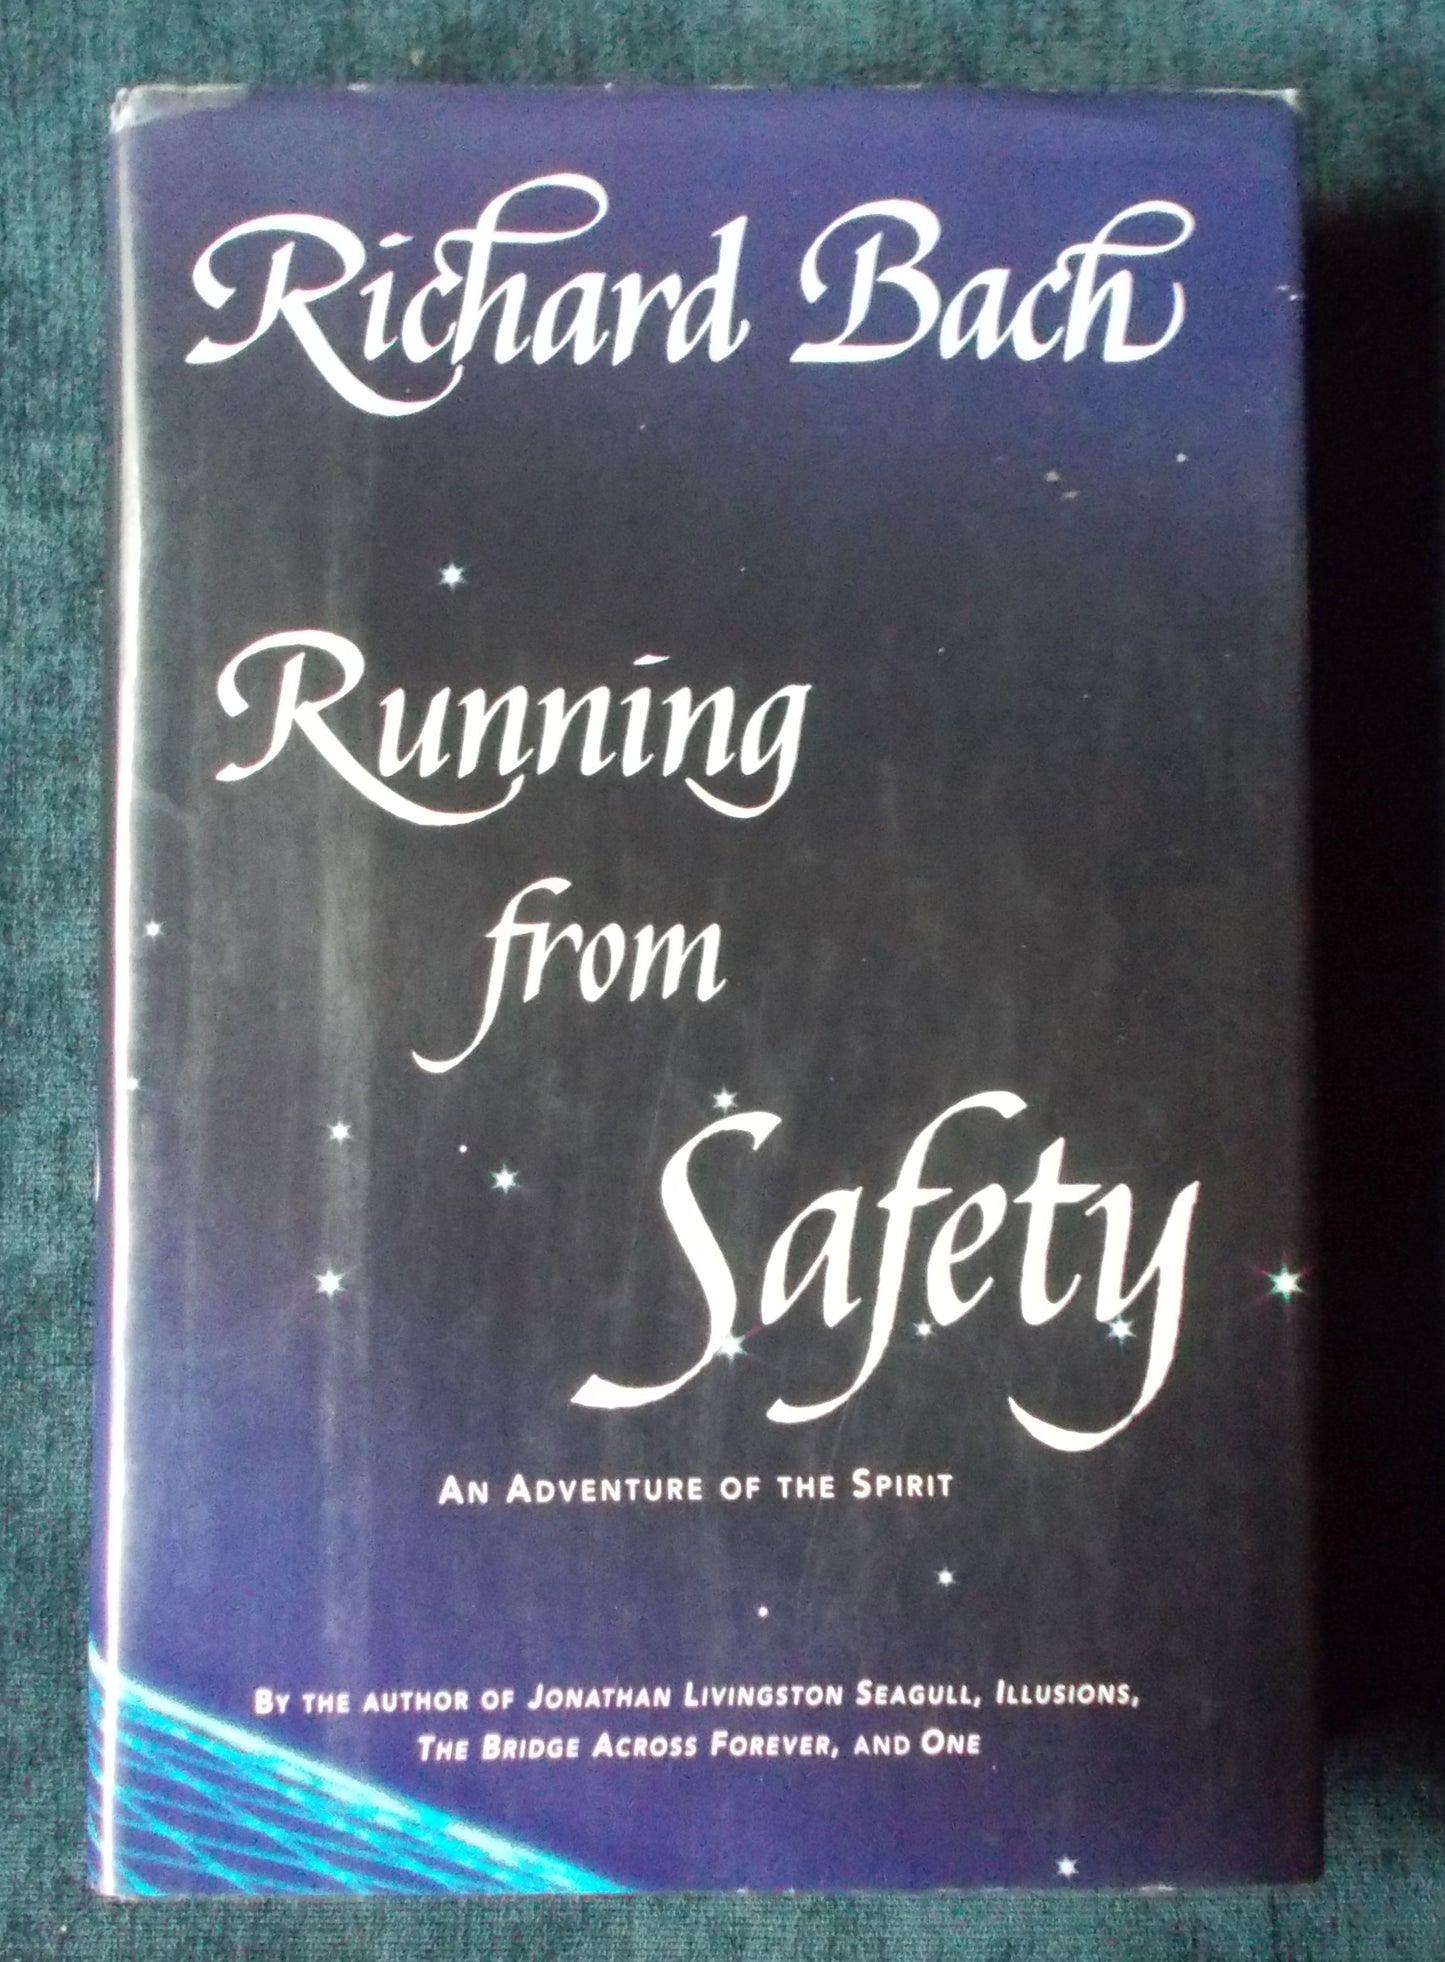 Richard Bach
Running
from
Safety
An Adventure of the Spirit
By the author of Jonathan Livingston Seagull, Illusions,
The Bridge Across Forever, and One